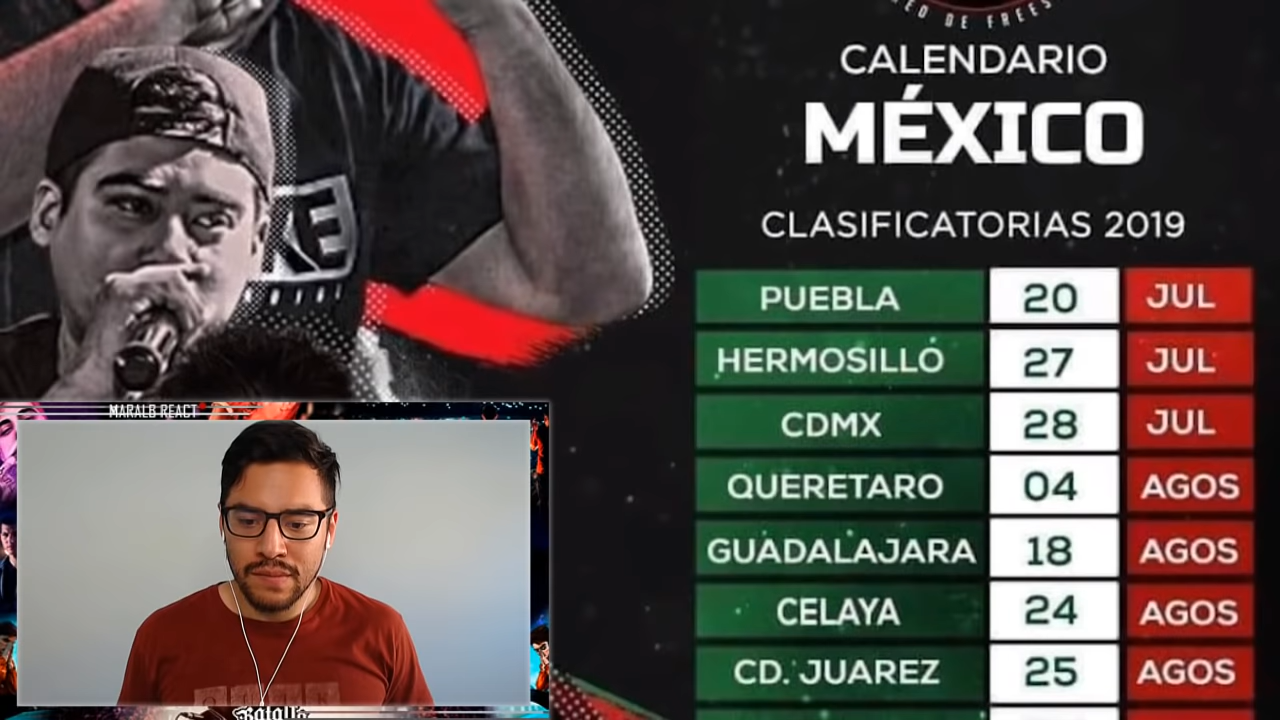 CALENDARIO
MÉXICO
CLASIFICATORIAS 2019
PUEBLA 20 JUL
HERMOSILLO 27 JUL
CDMX 28 JUL
QUERETARO 04 AGOS
GUADALAJARA 18 AGOS
CELAYA 24 AGOS
CD. JUAREZ 25 AGOS
MARALB REACT